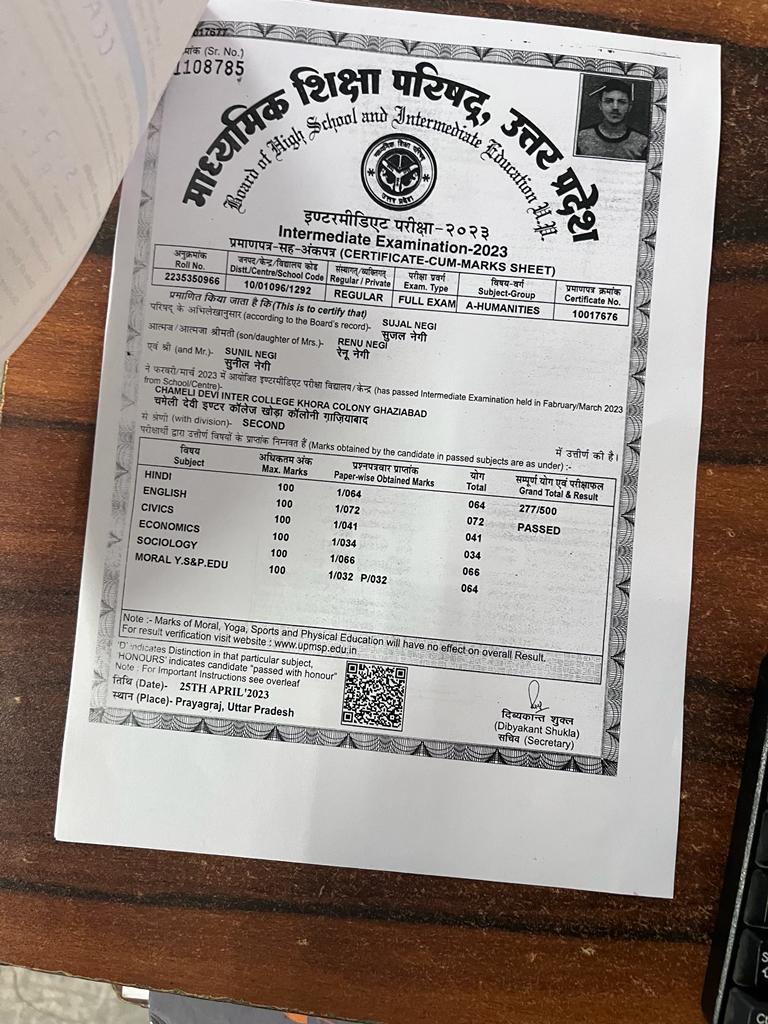 017677
मांक (Sr. No.)
1108785
माध्यमिक शिक्षा परिषद्, उत्तर प्रदेश
Board of High School and Intermediate Education U.P.
माध्यमिक शिक्षा परिषद
उत्तर प्रदेश
इण्टरमीडिएट परीक्षा-२०२३
Intermediate Examination-2023
प्रमाणपत्र-सह-अंकपत्र (CERTIFICATE-CUM-MARKS SHEET)
अनुक्रमांक जनपद/केन्द्र/विद्यालय कोड संस्थागत/व्यक्तिगत परीक्षा प्रवर्ग विषय-वर्ग प्रमाणपत्र क्रमांक
Roll No. Distt./Centre/School Code Regular / Private Exam. Type Subject-Group Certificate No.
2235350966 10/01096/1292 REGULAR FULL EXAM A-HUMANITIES 10017676
प्रमाणित किया जाता है कि (This is to certify that)
परिषद् के अभिलेखानुसार (according to the Board's record)- SUJAL NEGI
सुजल नेगी
आत्मज/आत्मजा श्रीमती (son/daughter of Mrs.)- RENU NEGI
रेनू नेगी
एवं श्री (and Mr.)- SUNIL NEGI
सुनील नेगी
ने फरवरी/मार्च 2023 में आयोजित इण्टरमीडिएट परीक्षा विद्यालय/केन्द्र (has passed Intermediate Examination held in Fabruary/March 2023
from School/Centre)-
CHAMELI DEVI INTER COLLEGE KHORA COLONY GHAZIABAD
चमेली देवी इण्टर कॉलेज खोड़ा कॉलोनी ग़ाज़ियाबाद
से श्रेणी (with division)- SECOND में उत्तीर्ण की है।
परीक्षार्थी द्वारा उत्तीर्ण विषयों के प्राप्तांक निम्नवत हैं (Marks obtained by the candidate in passed subjects are as under) :-
विषय अधिकतम अंक प्रश्नपत्रवार प्राप्तांक योग सम्पूर्ण योग एवं परीक्षाफल
Subject Max. Marks Paper-wise Obtained Marks Total Grand Total & Result
HINDI 100 1/064 064 277/500
ENGLISH 100 1/072 072 PASSED
CIVICS 100 1/041 041
ECONOMICS 100 1/034 034
SOCIOLOGY 100 1/066 066
MORAL Y.S&P.EDU 100 1/032 P/032 064
Note :- Marks of Moral, Yoga, Sports and Physical Education will have no effect on overall Result.
For result verification visit website : www.upmsp.edu.in
'D' indicates Distinction in that particular subject,
'HONOURS' indicates candidate "passed with honour"
Note : For Important Instructions see overleaf
तिथि (Date)- 25TH APRIL'2023
स्थान (Place)- Prayagraj, Uttar Pradesh
दिब्यकान्त शुक्ल
(Dibyakant Shukla)
सचिव (Secretary)